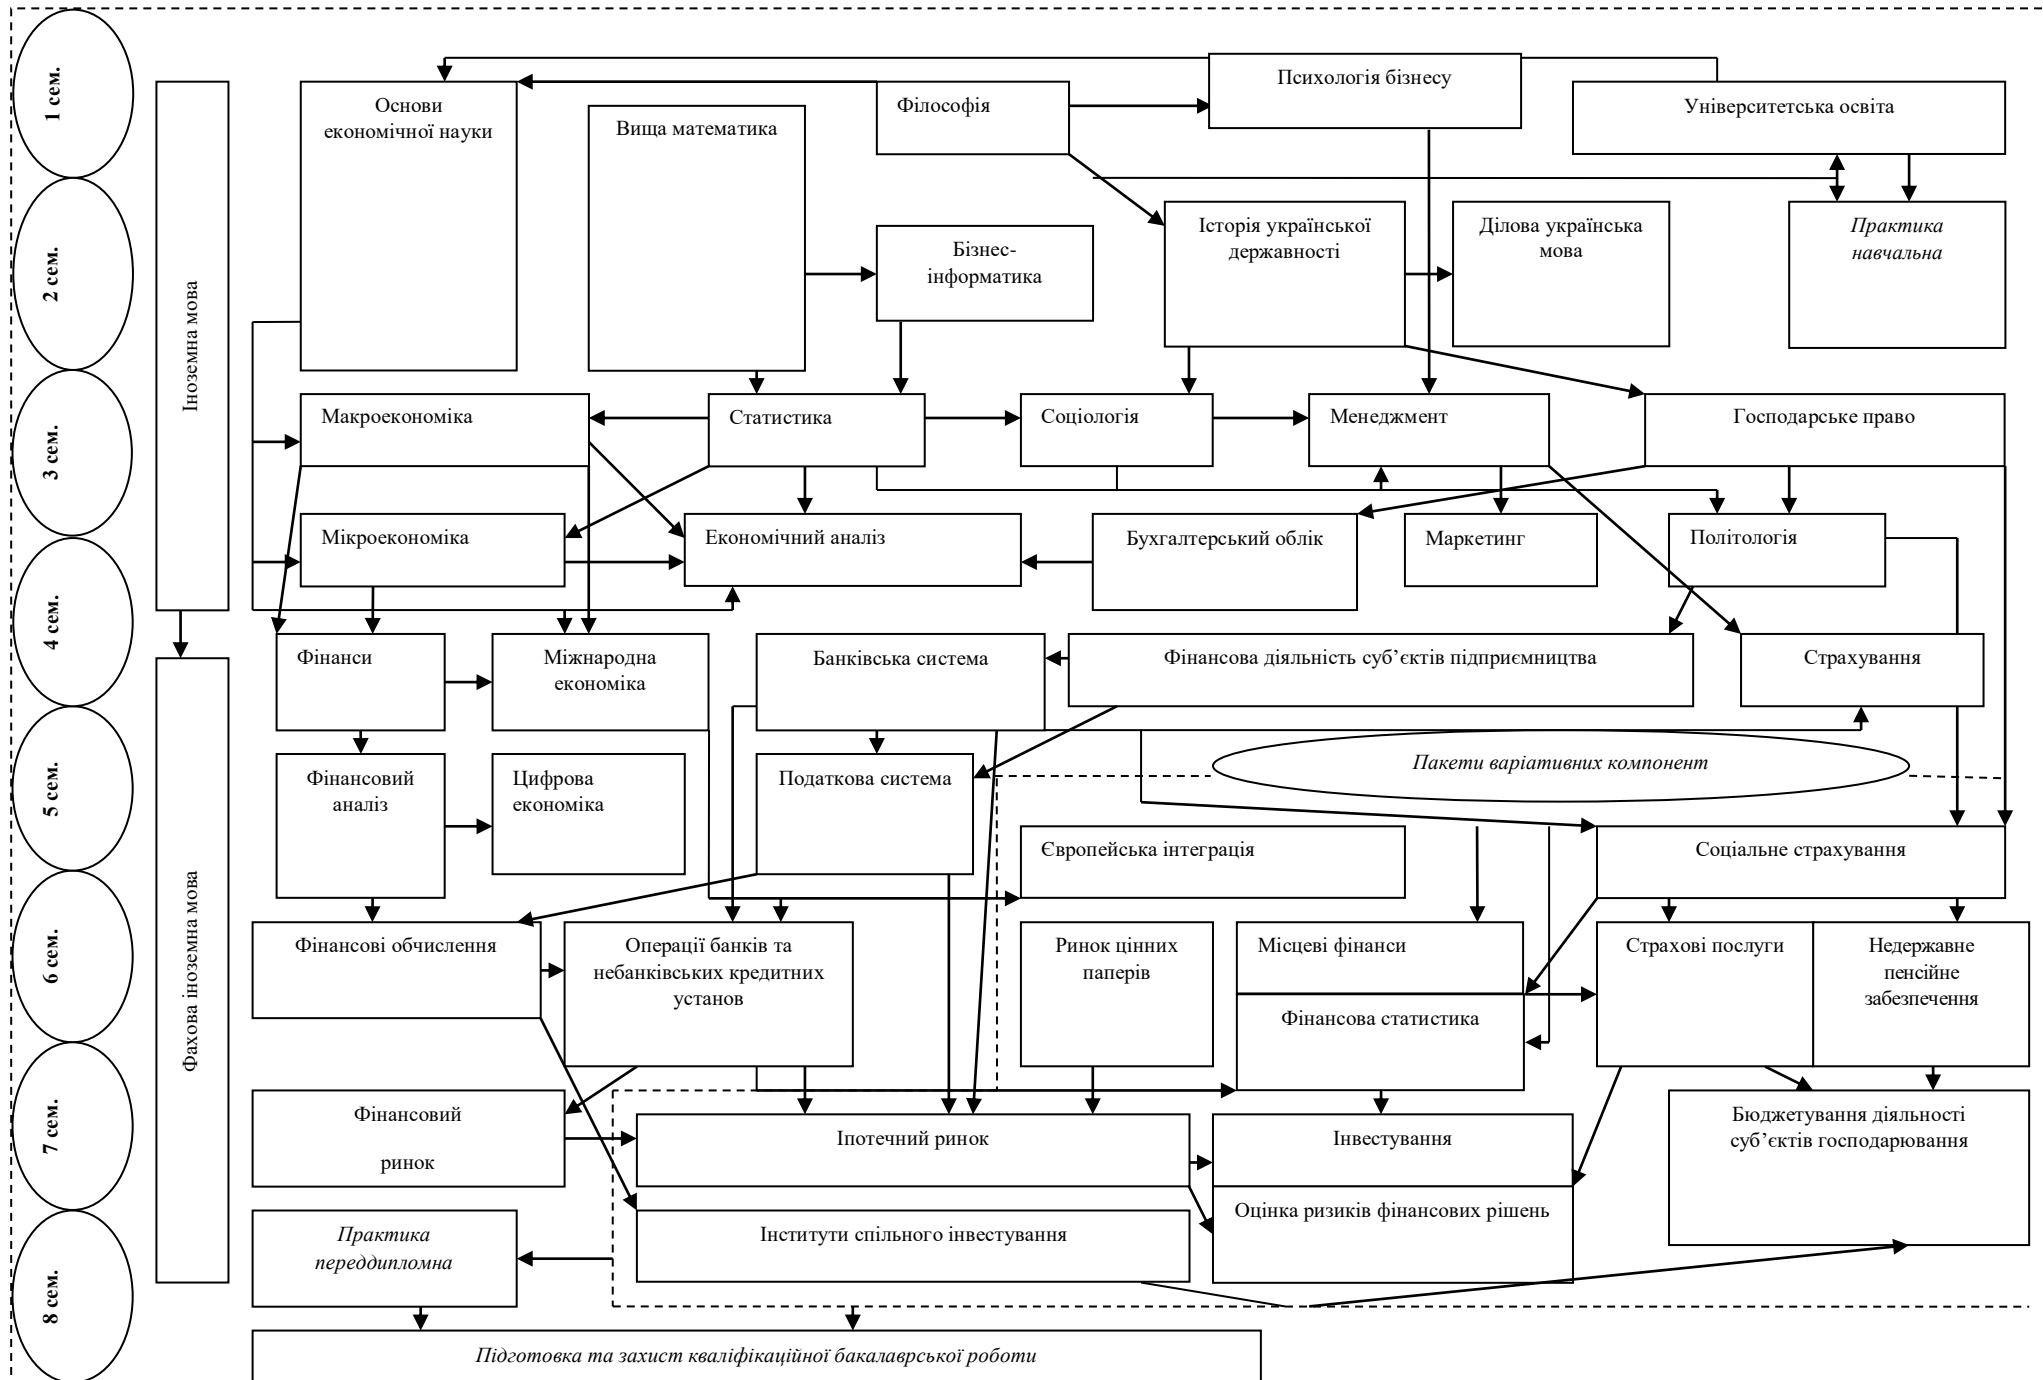 1 сем.
2 сем.
3 сем.
4 сем.
5 сем.
6 сем.
7 сем.
8 сем.
Іноземна мова
Фахова іноземна мова
Основи
економічної науки
Вища математика
Філософія
Психологія бізнесу
Університетська освіта
Бізнес-
інформатика
Історія української
державності
Ділова українська
мова
Практика
навчальна
Макроекономіка
Статистика
Соціологія
Менеджмент
Господарське право
Мікроекономіка
Економічний аналіз
Бухгалтерський облік
Маркетинг
Політологія
Фінанси
Міжнародна
економіка
Банківська система
Фінансова діяльність суб’єктів підприємництва
Страхування
Фінансовий
аналіз
Цифрова
економіка
Податкова система
Пакети варіативних компонент
Європейська інтеграція
Соціальне страхування
Фінансові обчислення
Операції банків та
небанківських кредитних
установ
Ринок цінних
паперів
Місцеві фінанси
Фінансова статистика
Страхові послуги
Недержавне
пенсійне
забезпечення
Фінансовий
ринок
Іпотечний ринок
Інвестування
Бюджетування діяльності
суб’єктів господарювання
Оцінка ризиків фінансових рішень
Практика
переддипломна
Інститути спільного інвестування
Підготовка та захист кваліфікаційної бакалаврської роботи